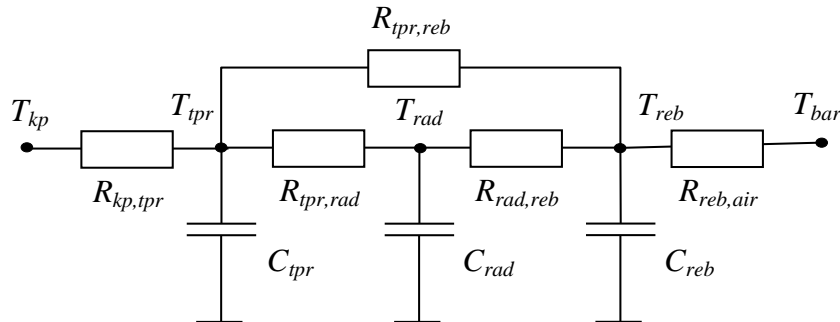 R_tpr,reb
T_kp T_tpr T_rad T_reb T_bar
R_kp,tpr R_tpr,rad R_rad,reb R_reb,air
C_tpr C_rad C_reb